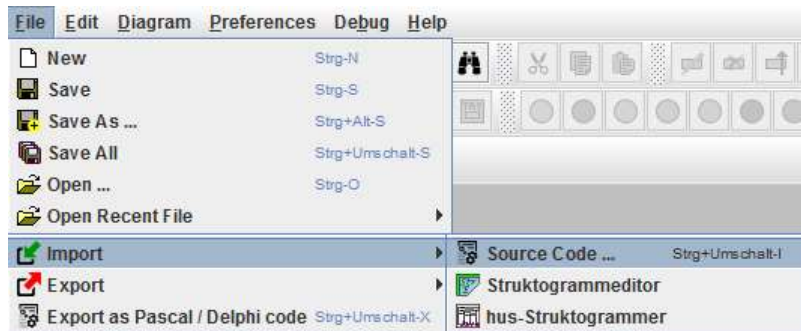 File Edit Diagram Preferences Debug Help
New Strg-N
Save Strg-S
Save As ... Strg+Alt-S
Save All Strg+Umschalt-S
Open ... Strg-O
Open Recent File
Import
Source Code ... Strg+Umschalt-I
Export
Struktogrammeditor
Export as Pascal / Delphi code Strg+Umschalt-X
hus-Struktogrammer